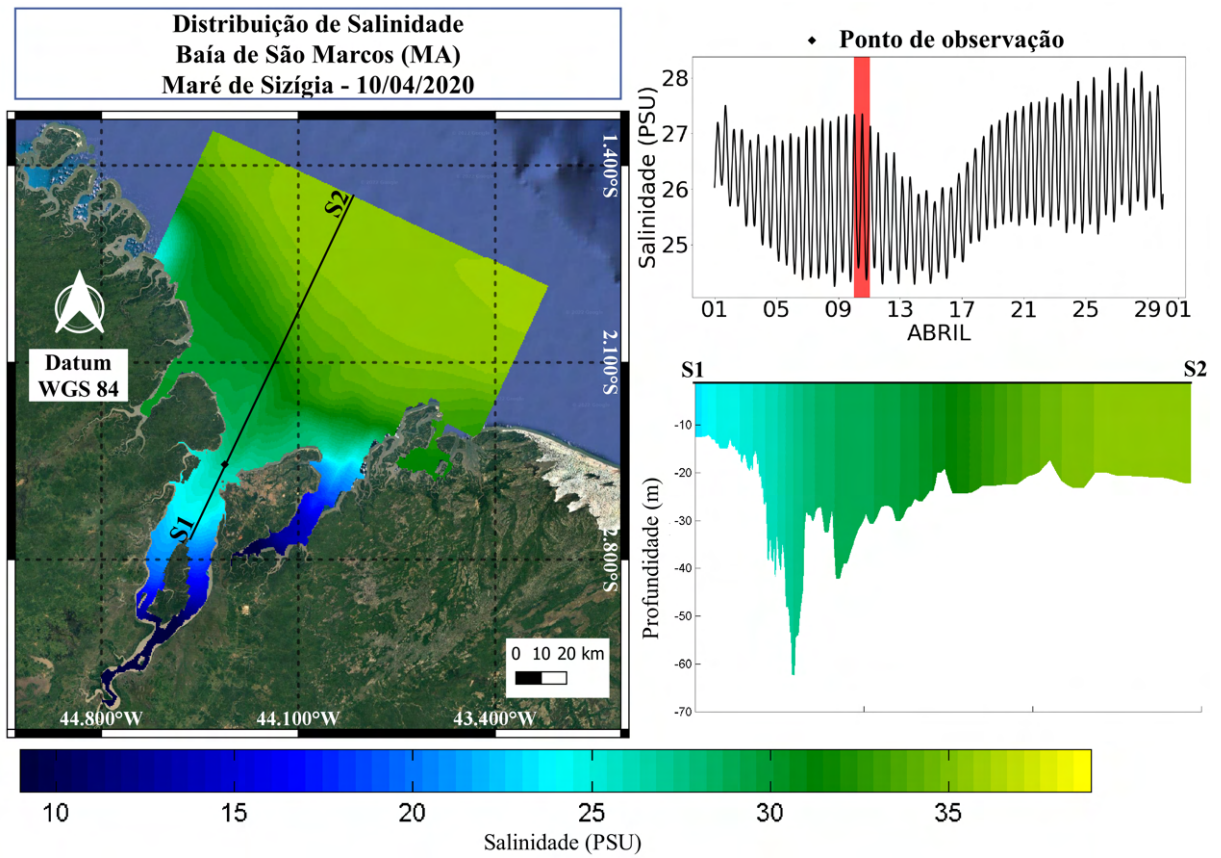 Distribuição de Salinidade
Baía de São Marcos (MA)
Maré de Sizígia - 10/04/2020
Ponto de observação
Salinidade (PSU)
28
27
26
25
01 05 09 13 17 21 25 29 01
ABRIL
1.400°S
2.100°S
2.800°S
S2
S1
Datum
WGS 84
0 10 20 km
44.800°W 44.100°W 43.400°W
S1 S2
Profundidade (m)
-10
-20
-30
-40
-50
-60
-70
10 15 20 25 30 35
Salinidade (PSU)